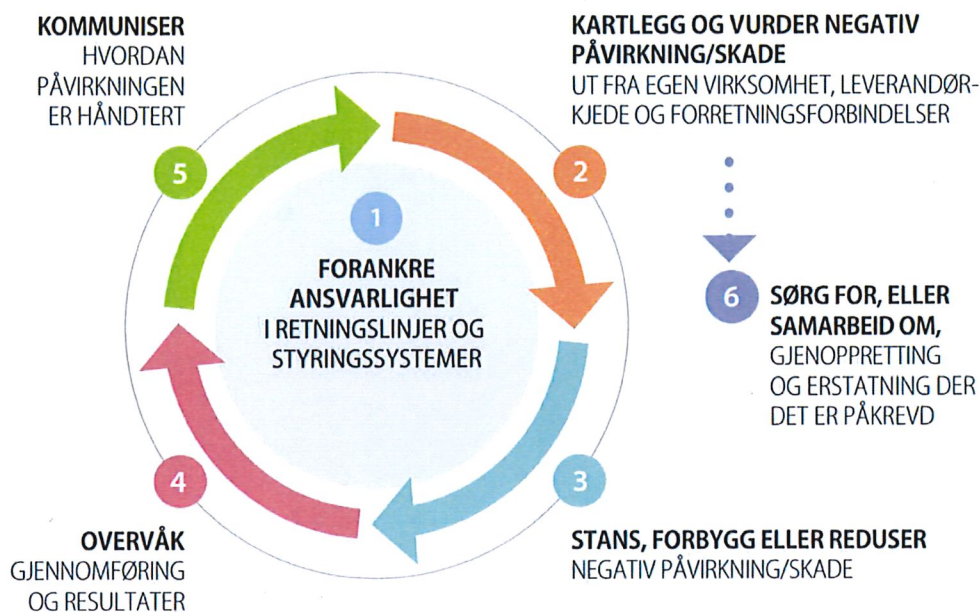 1
FORANKRE
ANSVARLIGHET
I RETNINGSLINJER OG
STYRINGSSYSTEMER
2
KARTLEGG OG VURDER NEGATIV
PÅVIRKNING/SKADE
UT FRA EGEN VIRKSOMHET, LEVERANDØR-
KJEDE OG FORRETNINGSFORBINDELSER
3
STANS, FORBYGG ELLER REDUSER
NEGATIV PÅVIRKNING/SKADE
4
OVERVÅK
GJENNOMFØRING
OG RESULTATER
5
KOMMUNISER
HVORDAN
PÅVIRKNINGEN
ER HÅNDTERT
6
SØRG FOR, ELLER
SAMARBEID OM,
GJENOPPRETTING
OG ERSTATNING DER
DET ER PÅKREVD